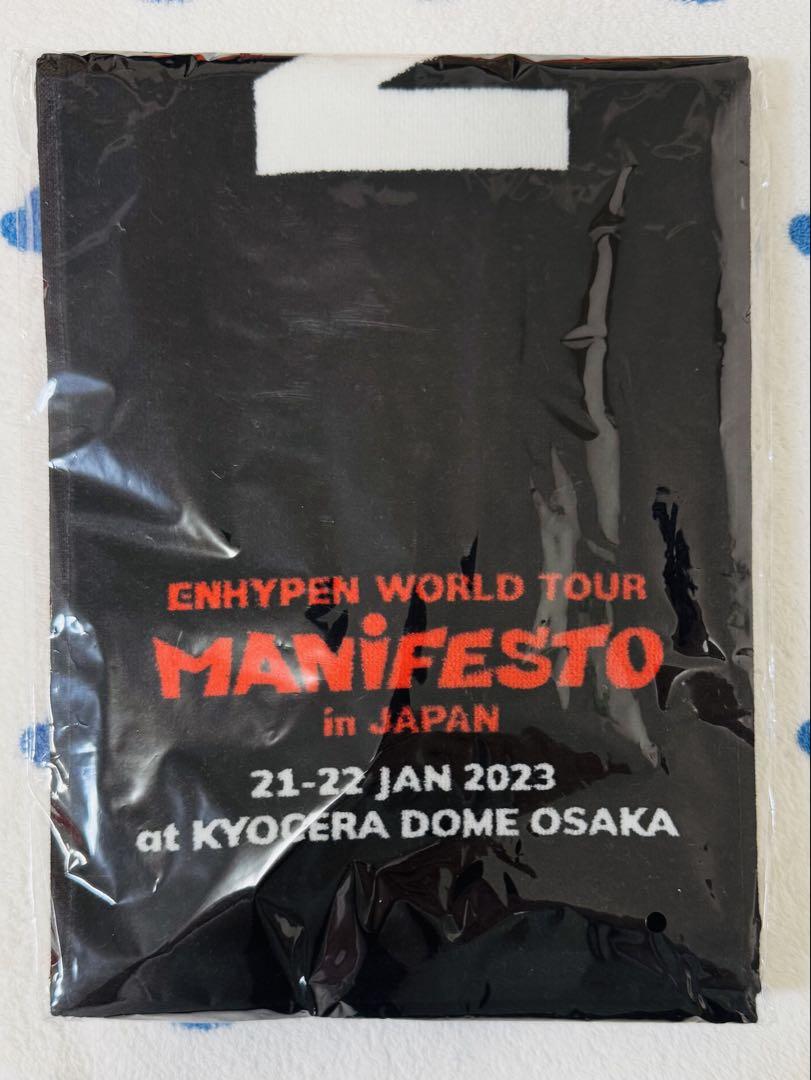 ENHYPEN WORLD TOUR
MANiFESTO
in JAPAN
21-22 JAN 2023
at KYOCERA DOME OSAKA